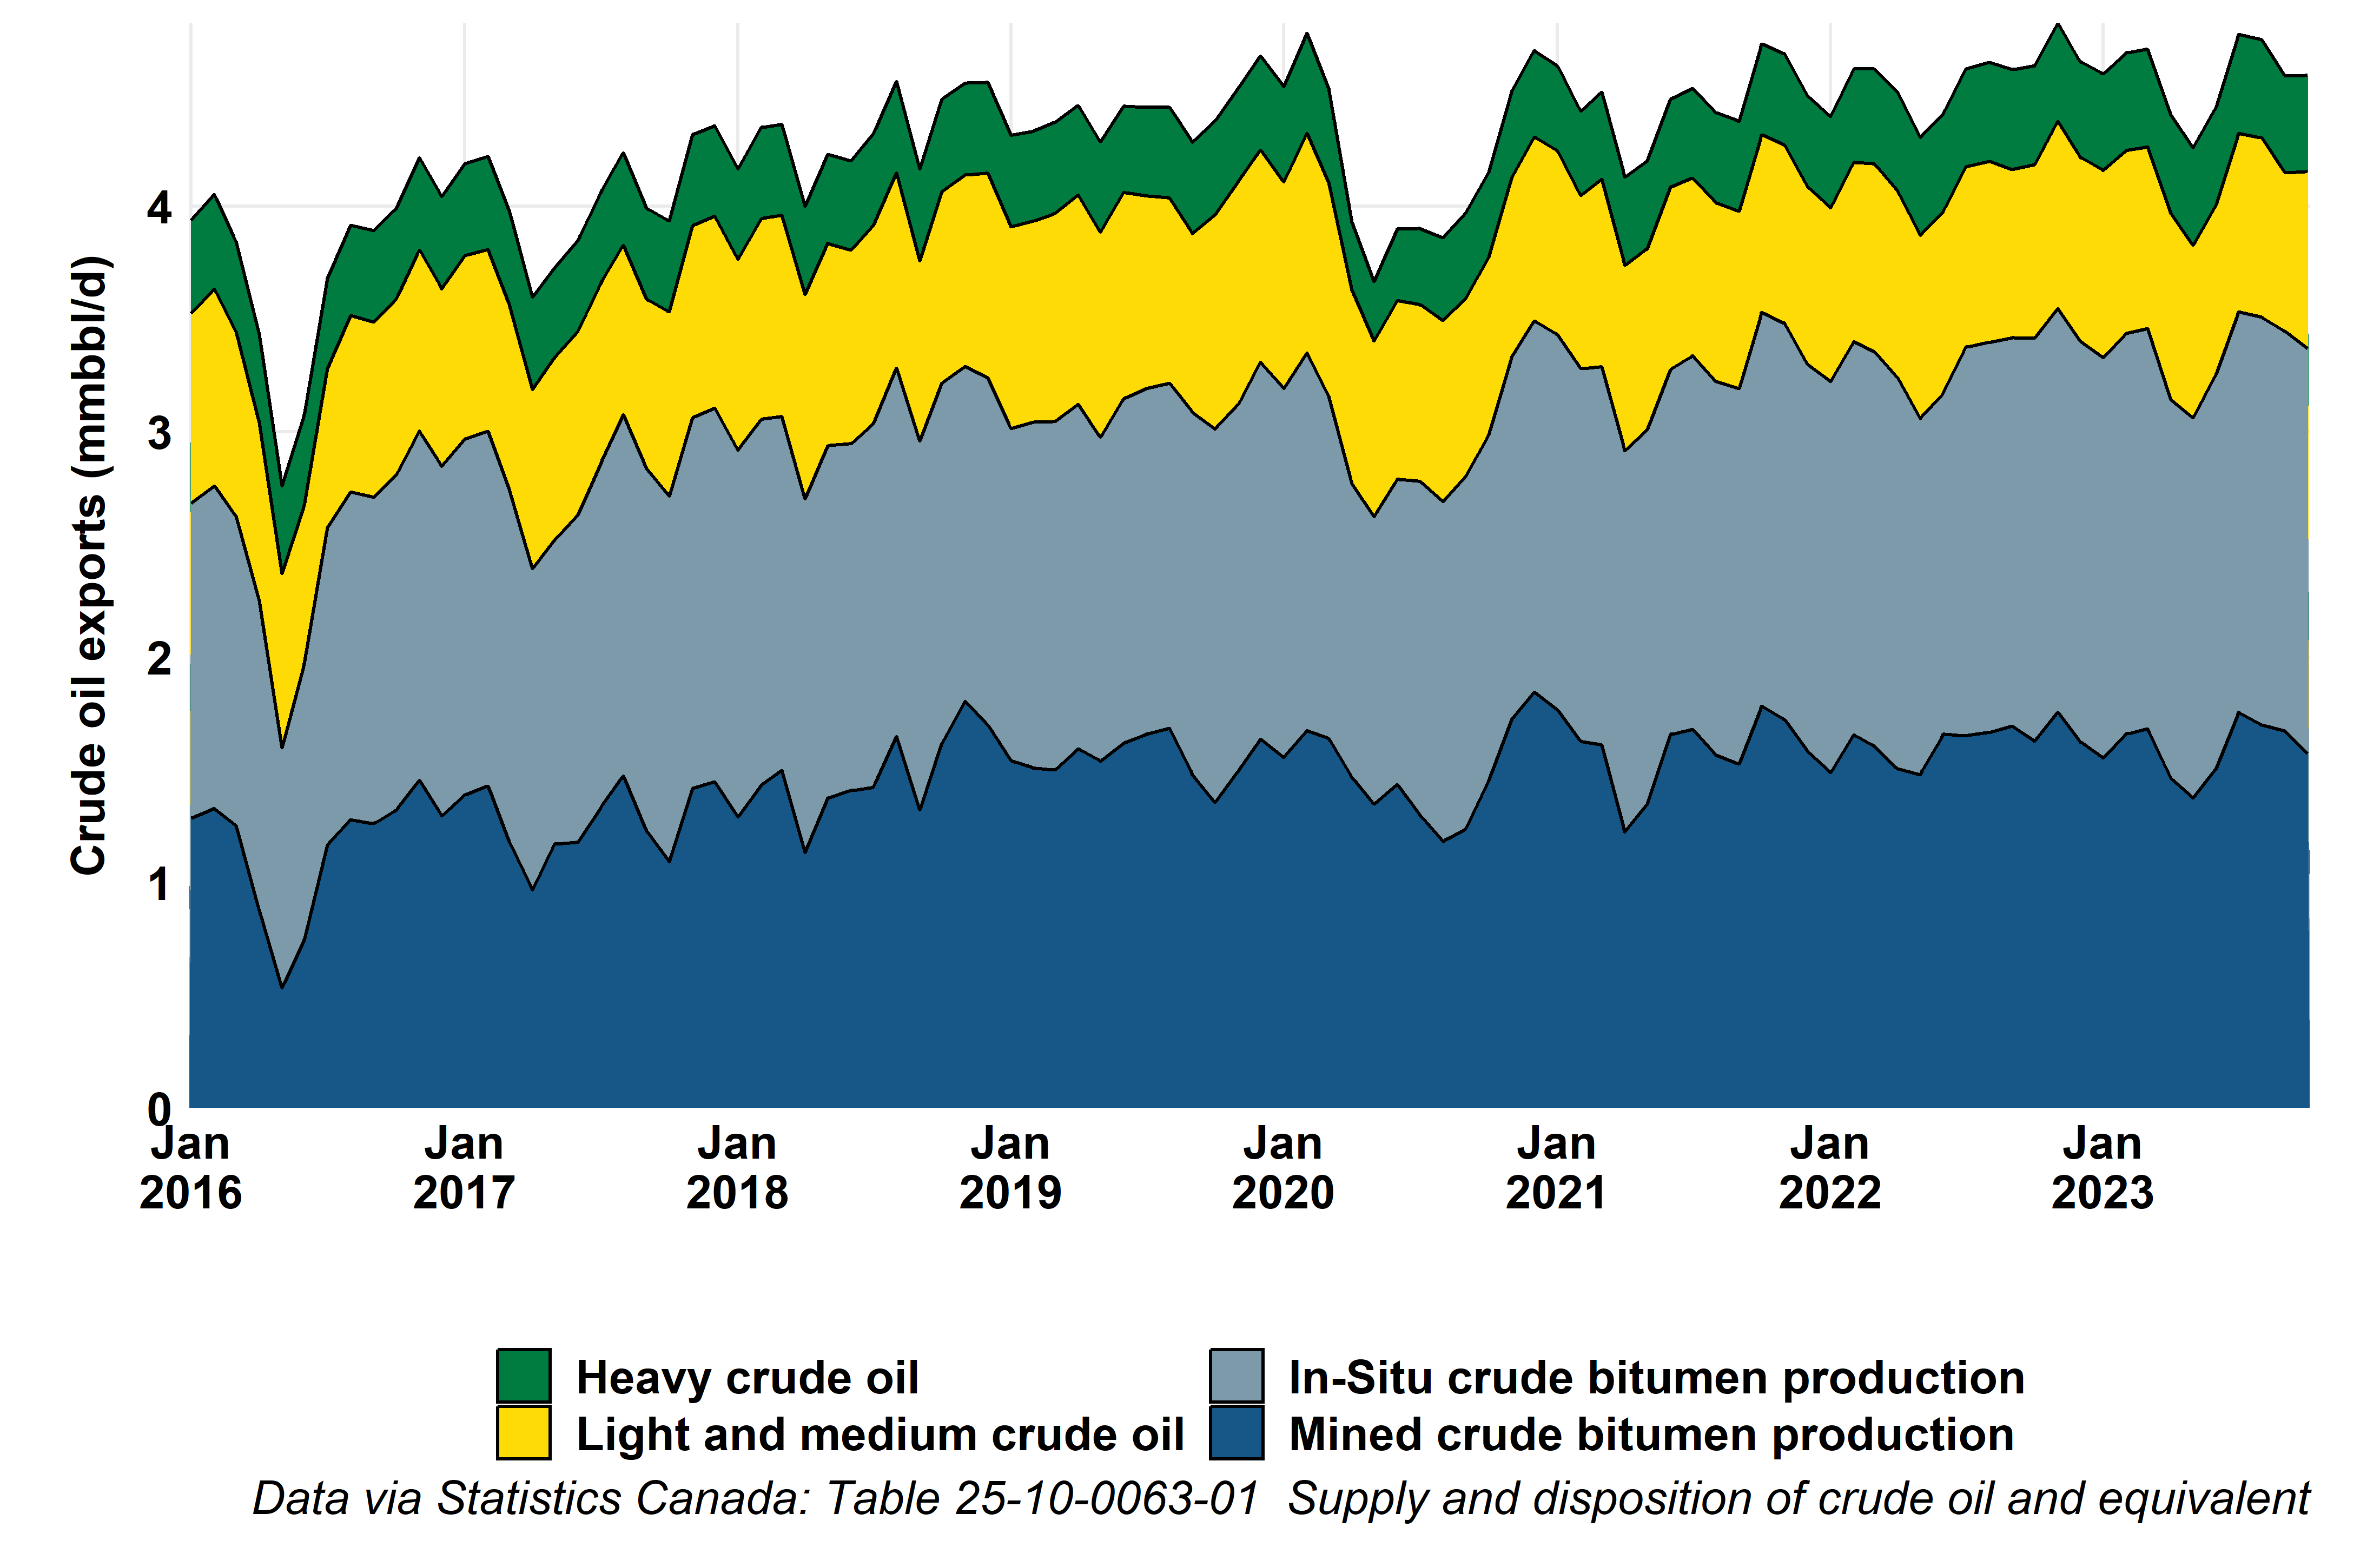 Crude oil exports (mmbbl/d)
4
3
2
1
0
Jan 2016
Jan 2017
Jan 2018
Jan 2019
Jan 2020
Jan 2021
Jan 2022
Jan 2023
Heavy crude oil
Light and medium crude oil
In-Situ crude bitumen production
Mined crude bitumen production
Data via Statistics Canada: Table 25-10-0063-01 Supply and disposition of crude oil and equivalent